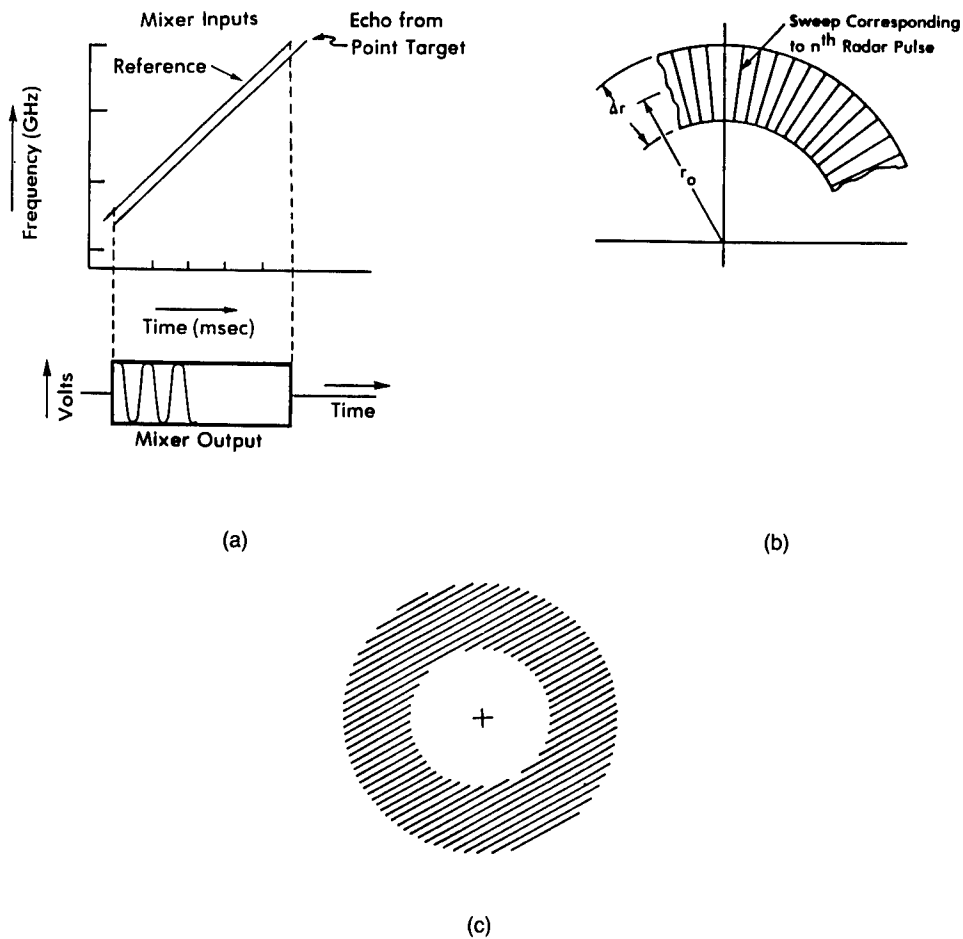 Mixer Inputs
Echo from
Point Target
Reference
Frequency (GHz)
Time (msec)
Volts
Time
Mixer Output
(a)
Sweep Corresponding
to nth Radar Pulse
Δr
ro
(b)
(c)